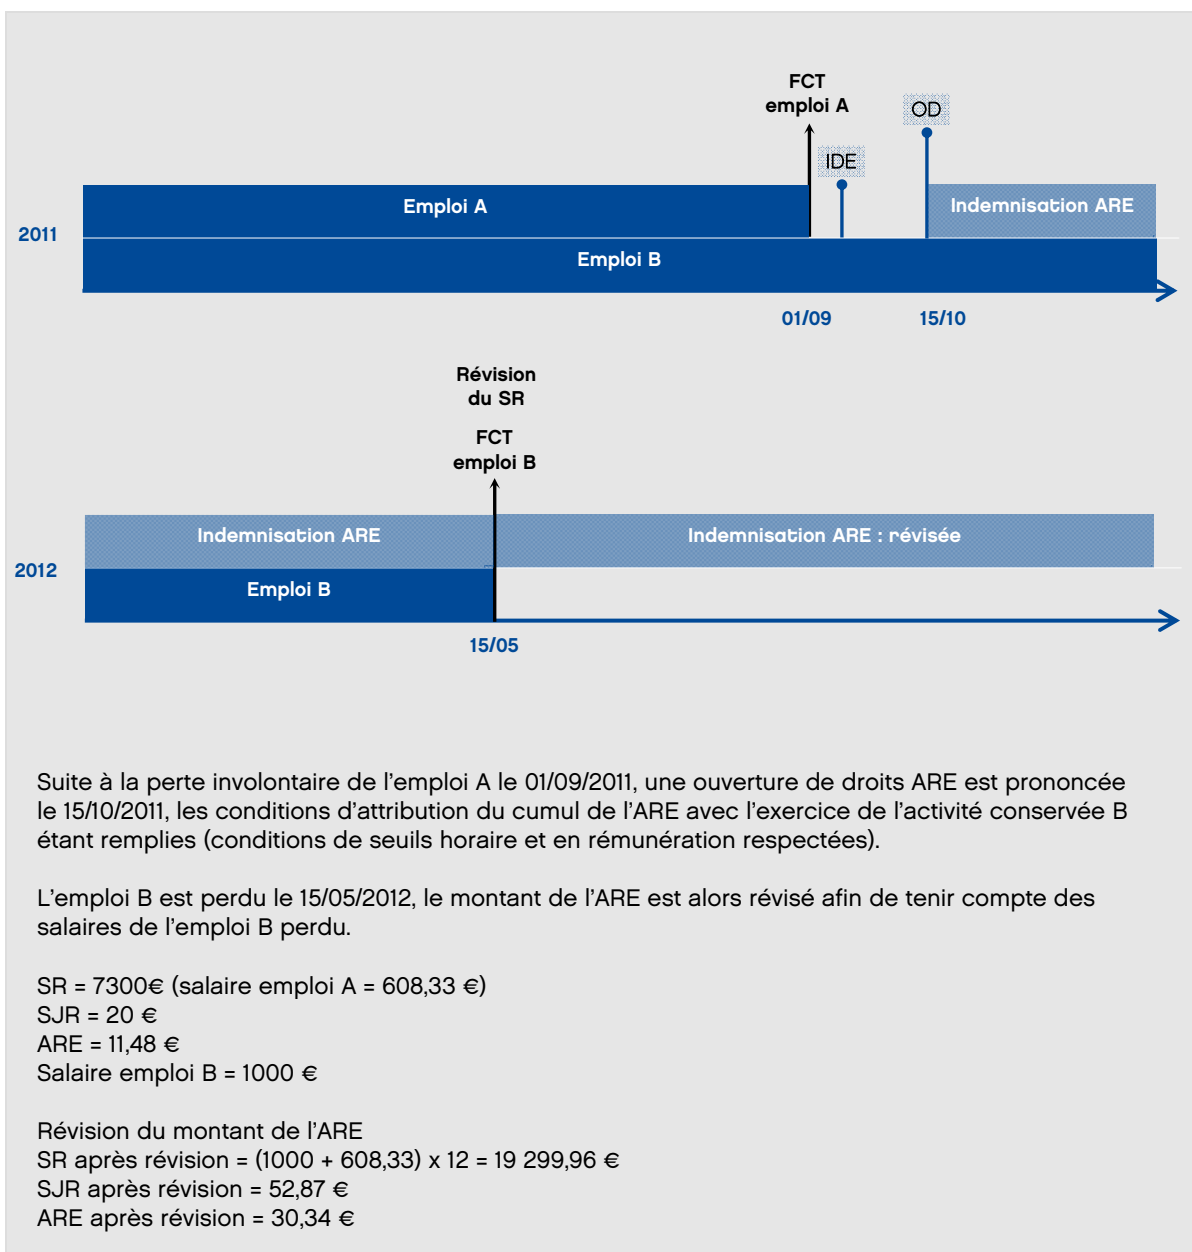 FCT
emploi A
OD
IDE
Emploi A
Indemnisation ARE
2011
Emploi B
01/09
15/10
Révision
du SR
FCT
emploi B
Indemnisation ARE
Indemnisation ARE : révisée
2012
Emploi B
15/05
Suite à la perte involontaire de l'emploi A le 01/09/2011, une ouverture de droits ARE est prononcée
le 15/10/2011, les conditions d'attribution du cumul de l'ARE avec l'exercice de l'activité conservée B
étant remplies (conditions de seuils horaire et en rémunération respectées).
L'emploi B est perdu le 15/05/2012, le montant de l'ARE est alors révisé afin de tenir compte des
salaires de l'emploi B perdu.
SR = 7300€ (salaire emploi A = 608,33 €)
SJR = 20 €
ARE = 11,48 €
Salaire emploi B = 1000 €
Révision du montant de l'ARE
SR après révision = (1000 + 608,33) x 12 = 19 299,96 €
SJR après révision = 52,87 €
ARE après révision = 30,34 €